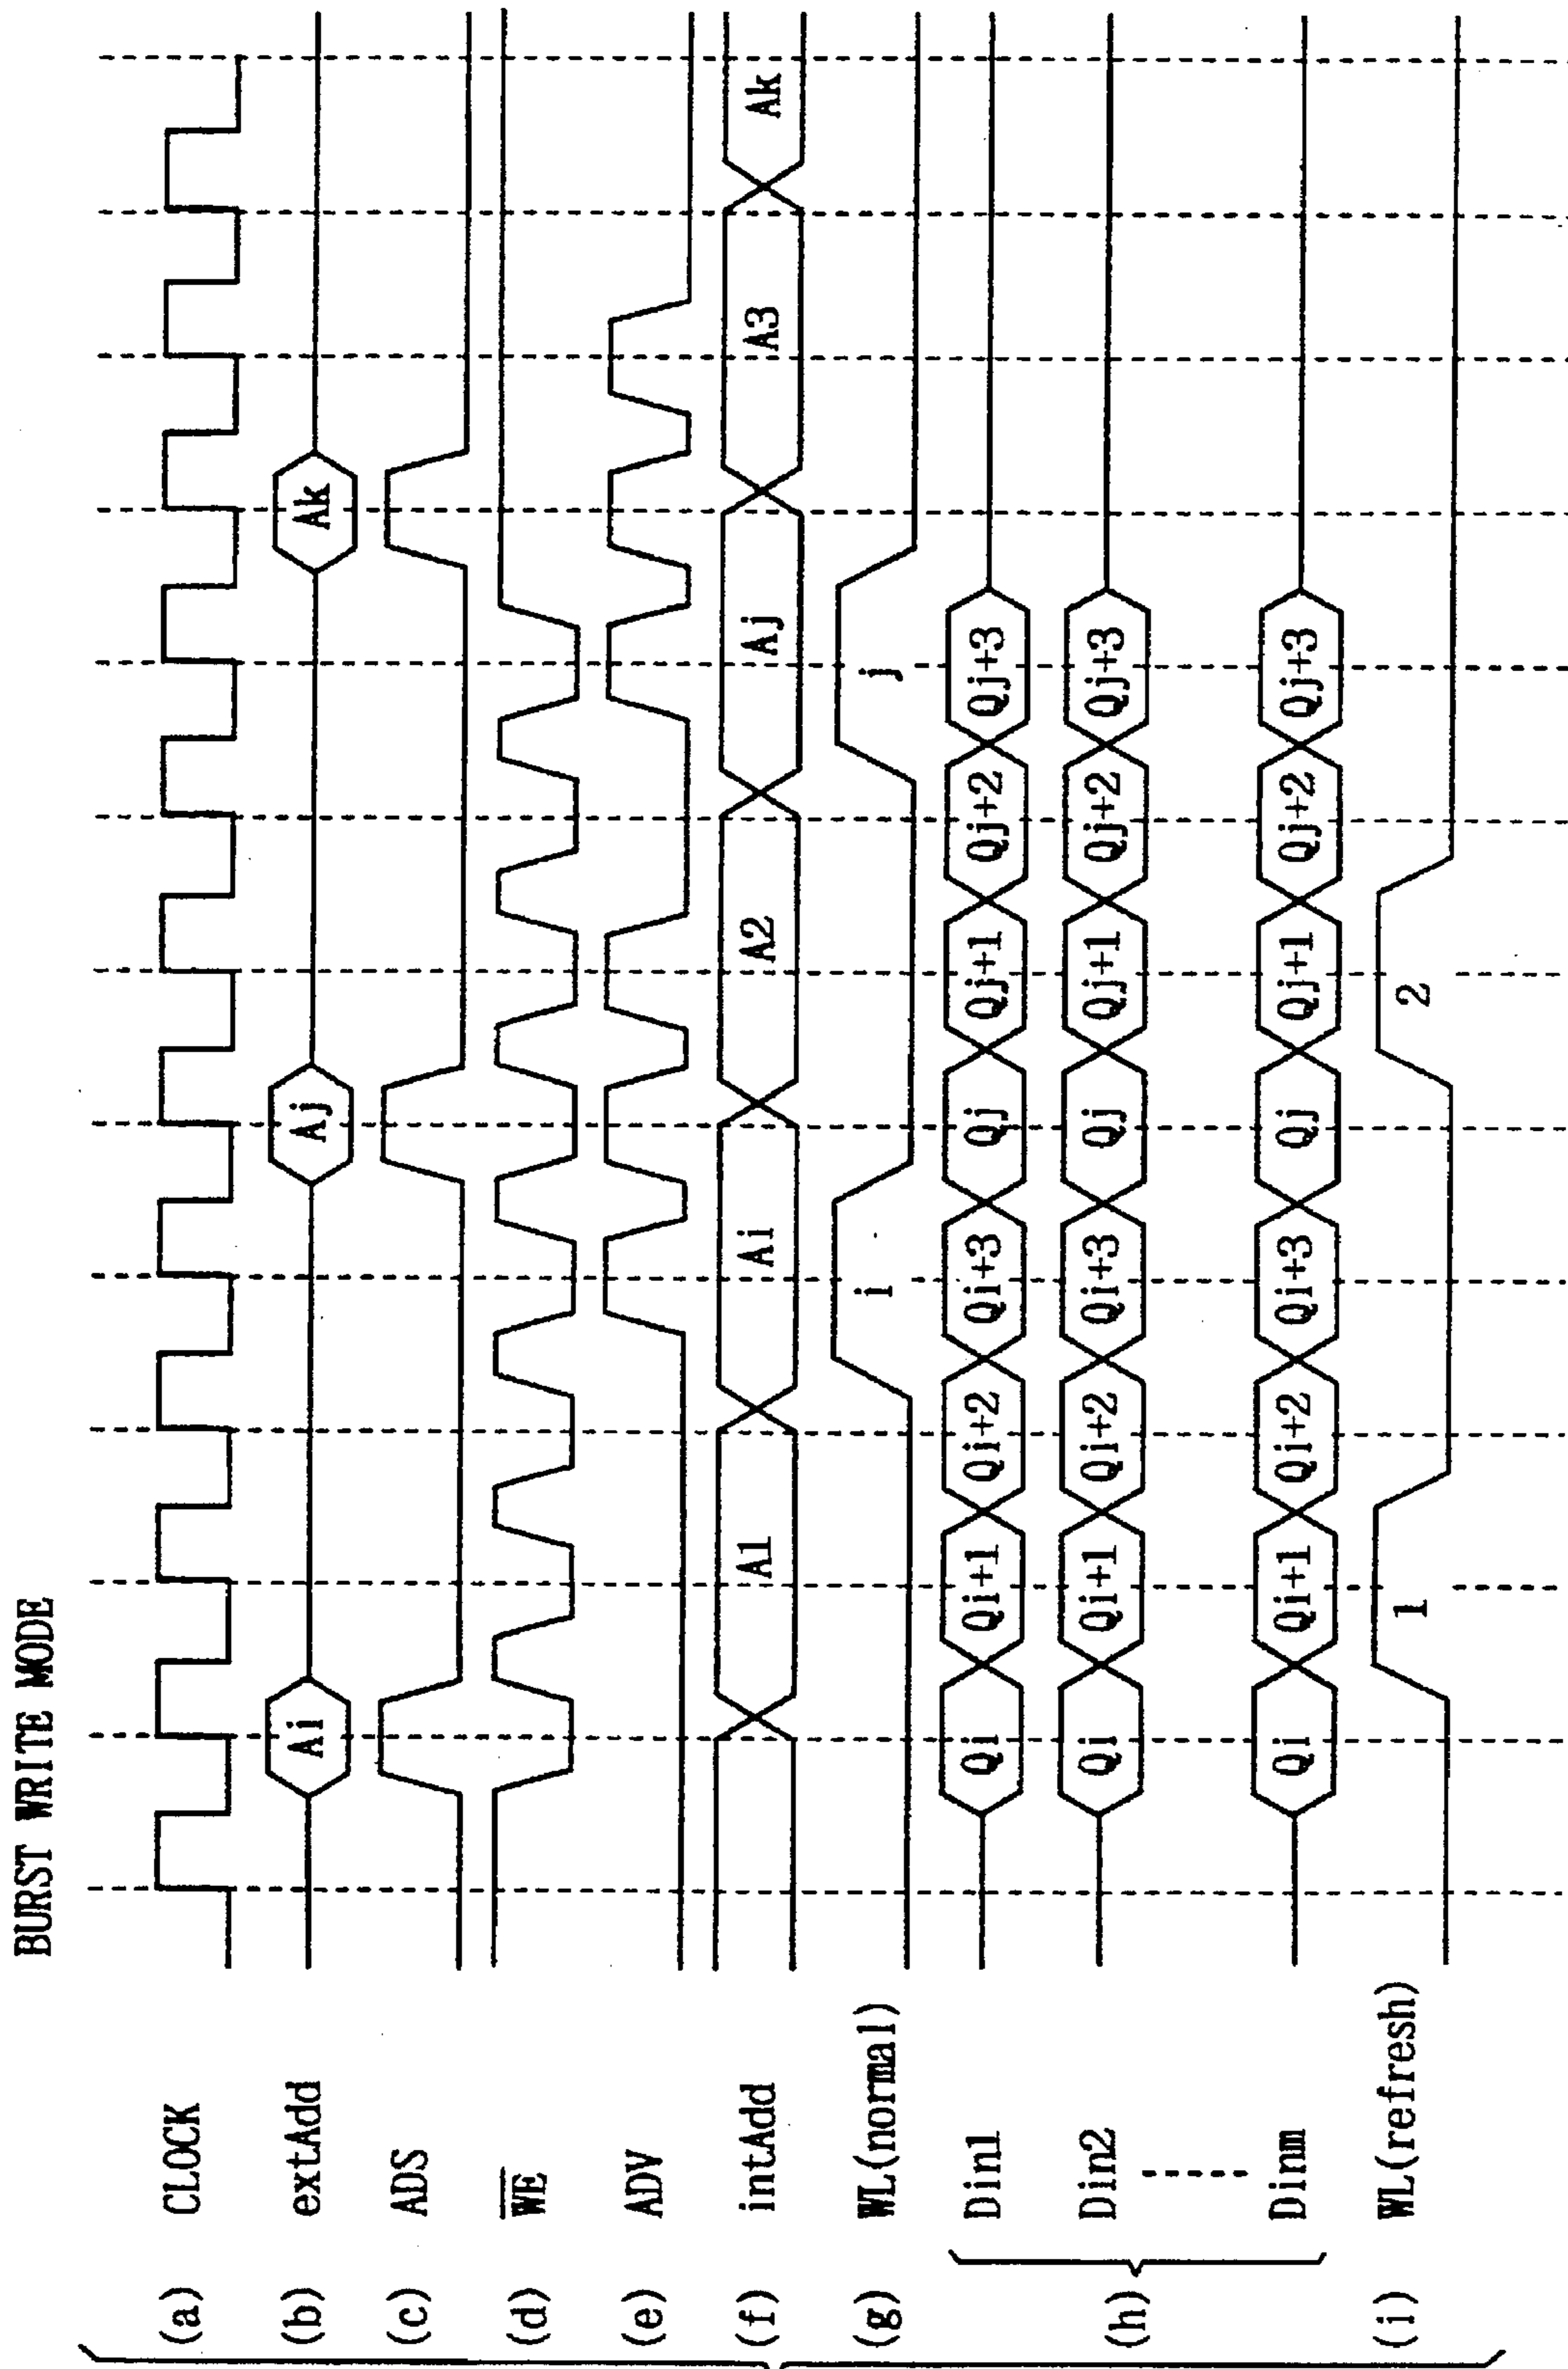 BURST WRITE MODE
(a) CLOCK
(b) extAdd Ai Aj Ak
(c) ADS
(d) WE
(e) ADV
(f) intAdd A1 Ai A2 Aj A3 Ak
(g) WL(normal) i j
(h)
Din1 Qi Qi+1 Qi+2 Qi+3 Qj Qj+1 Qj+2 Qj+3
Din2 Qi Qi+1 Qi+2 Qi+3 Qj Qj+1 Qj+2 Qj+3
Dinm Qi Qi+1 Qi+2 Qi+3 Qj Qj+1 Qj+2 Qj+3
(i) WL(refresh) 1 2